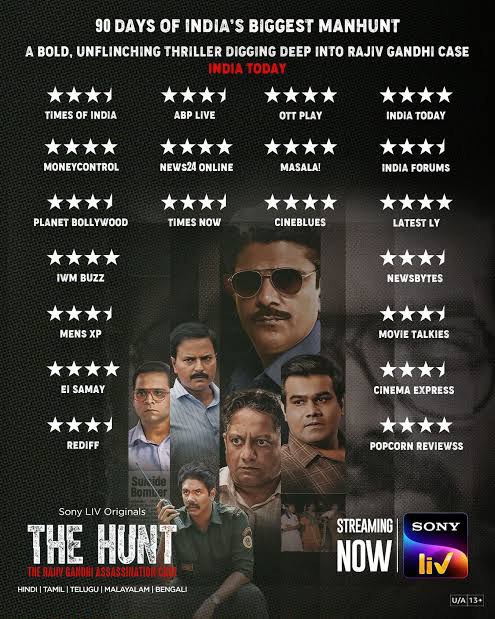 90 DAYS OF INDIA'S BIGGEST MANHUNT
A BOLD, UNFLINCHING THRILLER DIGGING DEEP INTO RAJIV GANDHI CASE
INDIA TODAY
TIMES OF INDIA
ABP LIVE
OTT PLAY
INDIA TODAY
MONEYCONTROL
NEWS24 ONLINE
MASALA!
INDIA FORUMS
PLANET BOLLYWOOD
TIMES NOW
CINEBLUES
LATEST LY
IWM BUZZ
NEWSBYTES
MENS XP
MOVIE TALKIES
EI SAMAY
CINEMA EXPRESS
REDIFF
POPCORN REVIEWSS
Suicide
Bomber
Sony LIV Originals
THE HUNT
THE RAJIV GANDHI ASSASSINATION CASE
HINDI | TAMIL | TELUGU | MALAYALAM | BENGALI
STREAMING
NOW
SONY
liv
U/A 13+